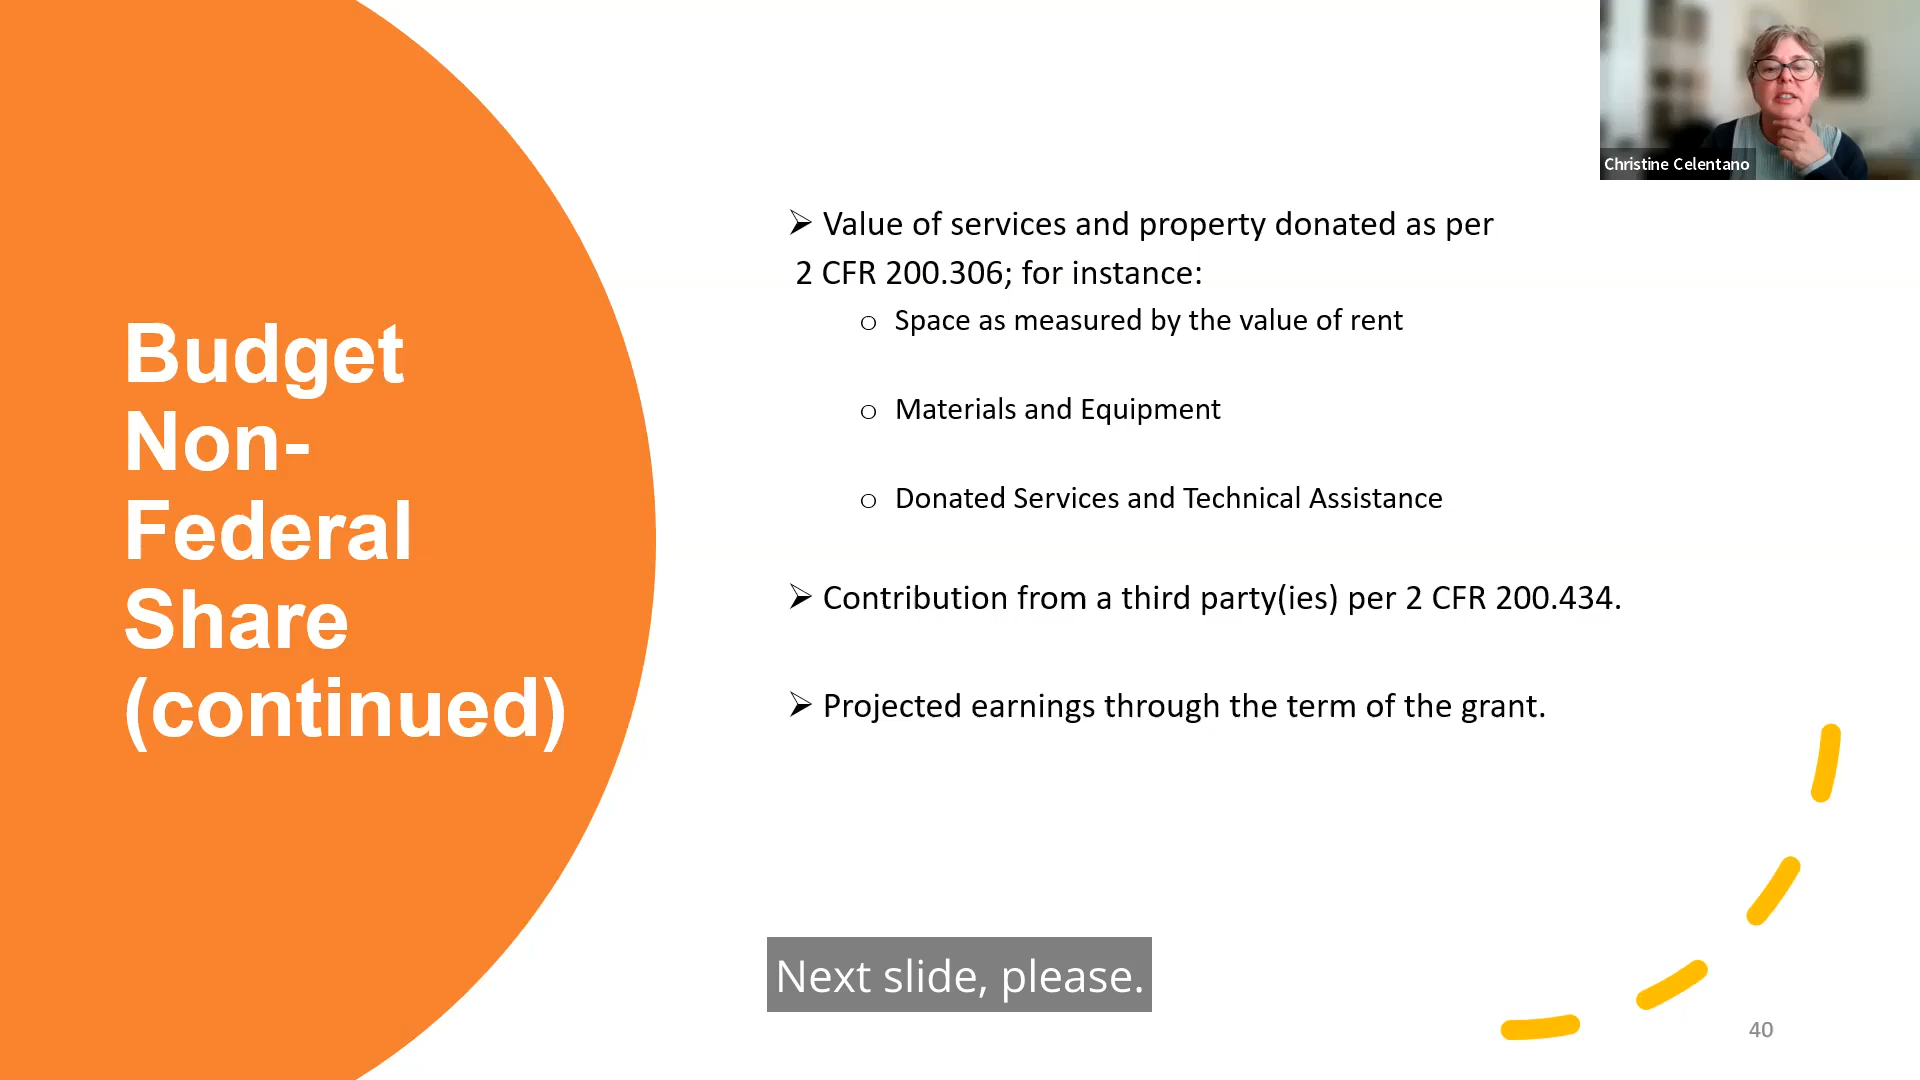 Christine Celentano
Budget
Non-
Federal
Share
(continued)
➢ Value of services and property donated as per
2 CFR 200.306; for instance:
o Space as measured by the value of rent
o Materials and Equipment
o Donated Services and Technical Assistance
➢ Contribution from a third party(ies) per 2 CFR 200.434.
➢ Projected earnings through the term of the grant.
Next slide, please.
40